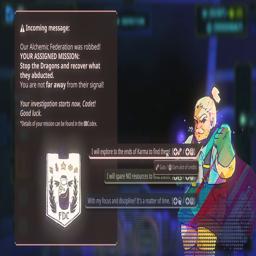 Incoming message:
Our Alchemic Federation was robbed!
YOUR ASSIGNED MISSION:
Stop the Dragons and recover what
they abducted.
You are not far away from their signal!
Your investigation starts now, Cadet!
Good luck.
*Details of your mission can be found in the Codex.
FDC
I will explore to the ends of Karma to find them!
I will spare NO resources to
With my focus and discipline? It's a matter of time.